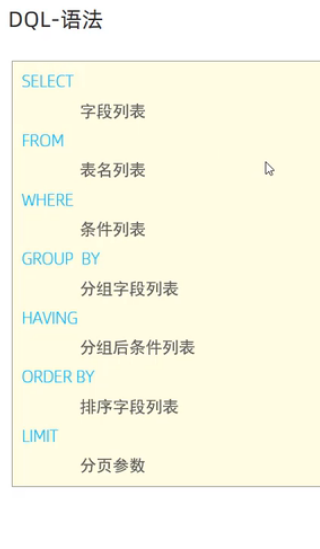 DQL-语法
SELECT
字段列表
FROM
表名列表
WHERE
条件列表
GROUP BY
分组字段列表
HAVING
分组后条件列表
ORDER BY
排序字段列表
LIMIT
分页参数